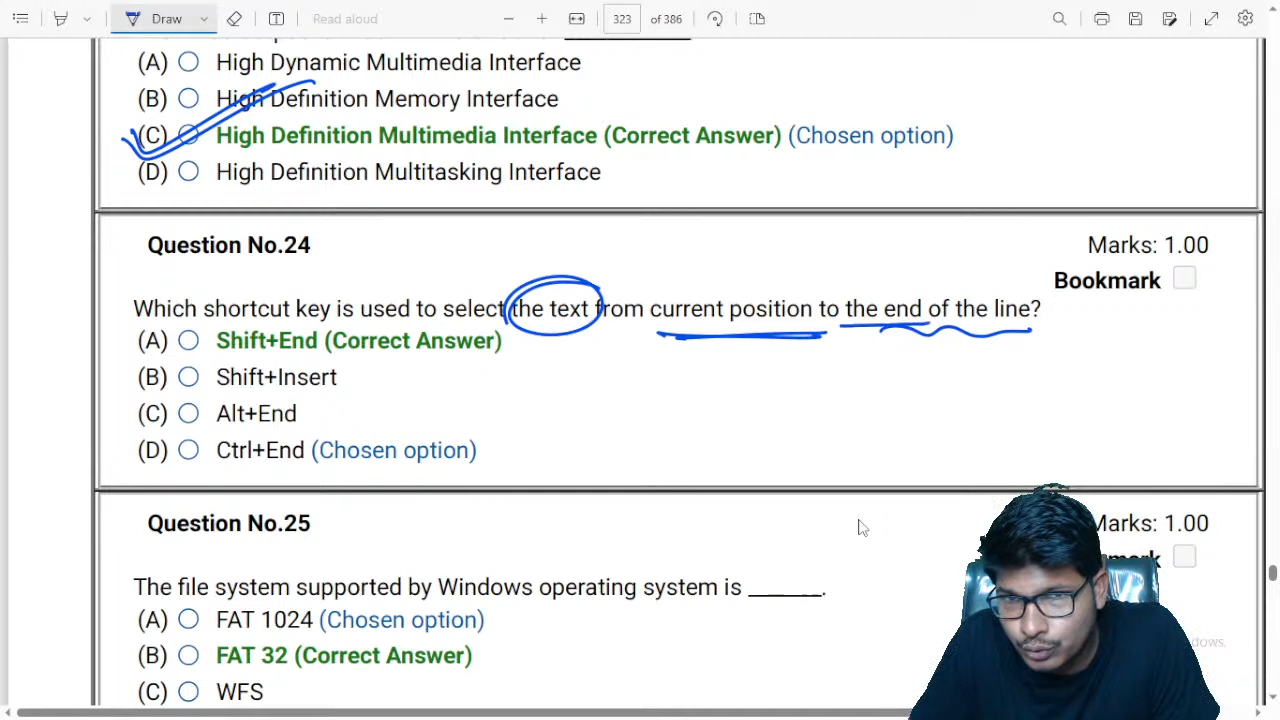 Draw
Read aloud
323 of 386
(A) High Dynamic Multimedia Interface
(B) High Definition Memory Interface
(C) High Definition Multimedia Interface (Correct Answer) (Chosen option)
(D) High Definition Multitasking Interface
Question No.24
Marks: 1.00
Bookmark
Which shortcut key is used to select the text from current position to the end of the line?
(A) Shift+End (Correct Answer)
(B) Shift+Insert
(C) Alt+End
(D) Ctrl+End (Chosen option)
Question No.25
Marks: 1.00
The file system supported by Windows operating system is ______.
(A) FAT 1024 (Chosen option)
(B) FAT 32 (Correct Answer)
(C) WFS